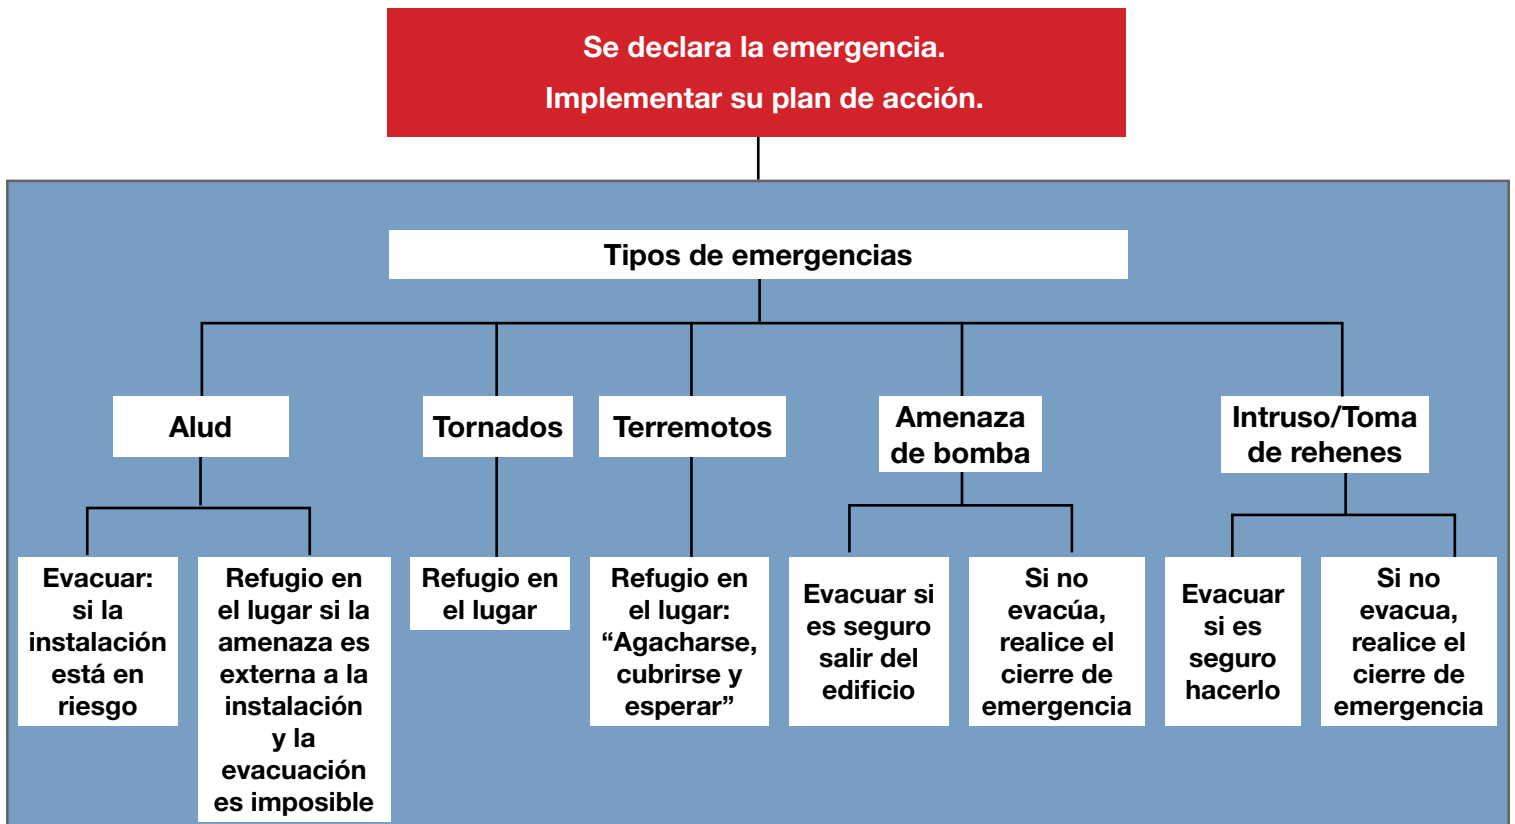 Se declara la emergencia.
Implementar su plan de acción.
Tipos de emergencias
Alud
Tornados
Terremotos
Amenaza
de bomba
Intruso/Toma
de rehenes
Evacuar:
si la
instalación
está en
riesgo
Refugio en
el lugar si la
amenaza es
externa a la
instalación
y la
evacuación
es imposible
Refugio en
el lugar
Refugio en
el lugar:
“Agacharse,
cubrirse y
esperar”
Evacuar si
es seguro
salir del
edificio
Si no
evacúa,
realice el
cierre de
emergencia
Evacuar
si es
seguro
hacerlo
Si no
evacua,
realice el
cierre de
emergencia